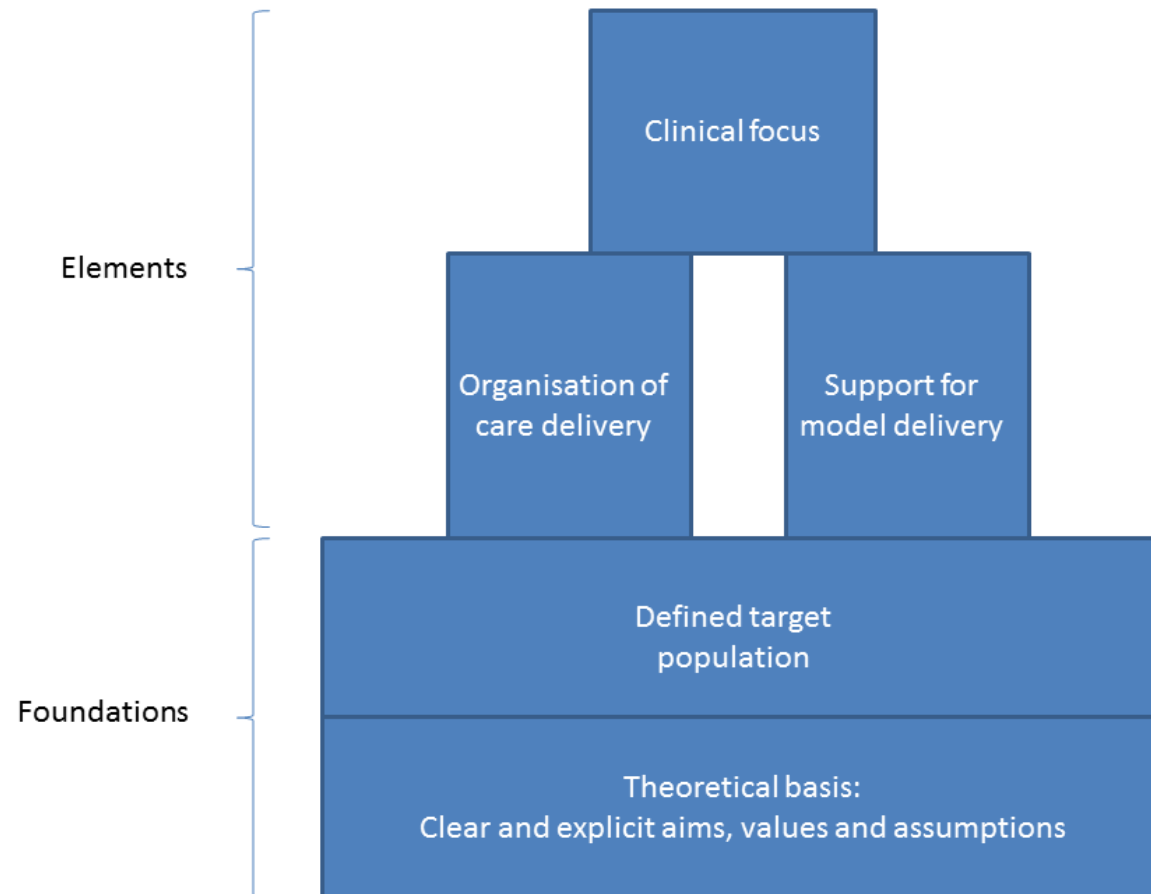 Clinical focus
Elements
Organisation of
care delivery
Support for
model delivery
Defined target
population
Foundations
Theoretical basis:
Clear and explicit aims, values and assumptions